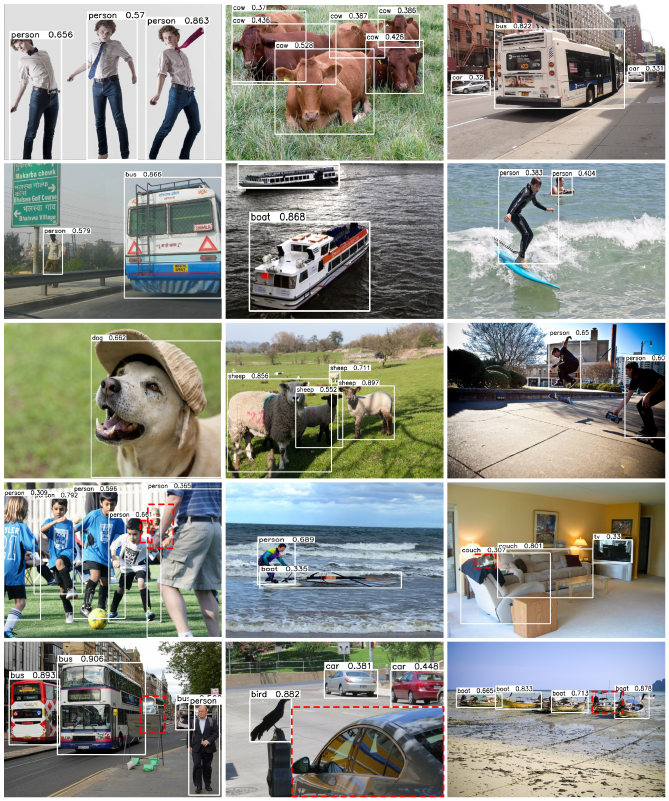 person 0.656
person 0.57
person 0.863
cow 0.37
cow 0.436
cow 0.387
cow 0.386
cow 0.426
cow 0.528
bus 0.822
car 0.32
car 0.331
Mukarba chowk
Bhalswa Golf Course
Bhalaswa Village
bus 0.866
person 0.579
boat 0.868
person 0.383
person 0.404
dog 0.662
sheep 0.711
sheep 0.856
sheep 0.552
sheep 0.897
person 0.65
person 0.60
person 0.309
person 0.792
person 0.596
person 0.365
person 0.661
person 0.689
boat 0.335
couch 0.307
couch 0.801
tv 0.33
bus 0.893
bus 0.906
bus
person
bird 0.882
car 0.381
car 0.448
boat 0.665
boat 0.833
boat 0.713
boat 0.878